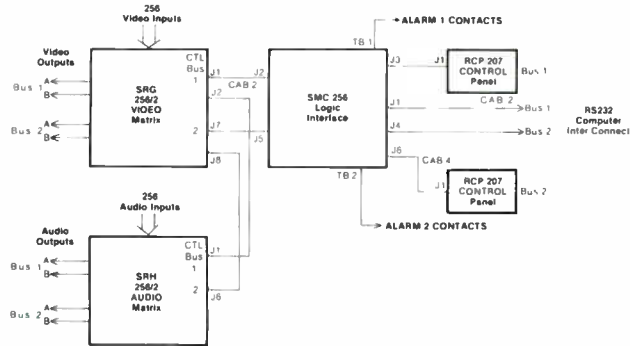 256
Video Inputs
ALARM 1 CONTACTS
TB 1
Video
Outputs
Bus 1
A
B
Bus 2
A
B
CTL
Bus
1
2
SRG
256/2
VIDEO
Matrix
J1
J2
CAB 2
J2
J7
J5
J8
SMC 256
Logic
Interface
J3
J1
RCP 207
CONTROL
Panel
Bus 1
J1
CAB 2
Bus 1
J4
Bus 2
RS232
Computer
Inter Connect
J6
CAB 4
J1
RCP 207
CONTROL
Panel
Bus 2
TB 2
ALARM 2 CONTACTS
256
Audio Inputs
Audio
Outputs
Bus 1
A
B
Bus 2
A
B
CTL
Bus
1
2
SRH
256/2
AUDIO
Matrix
J1
J6